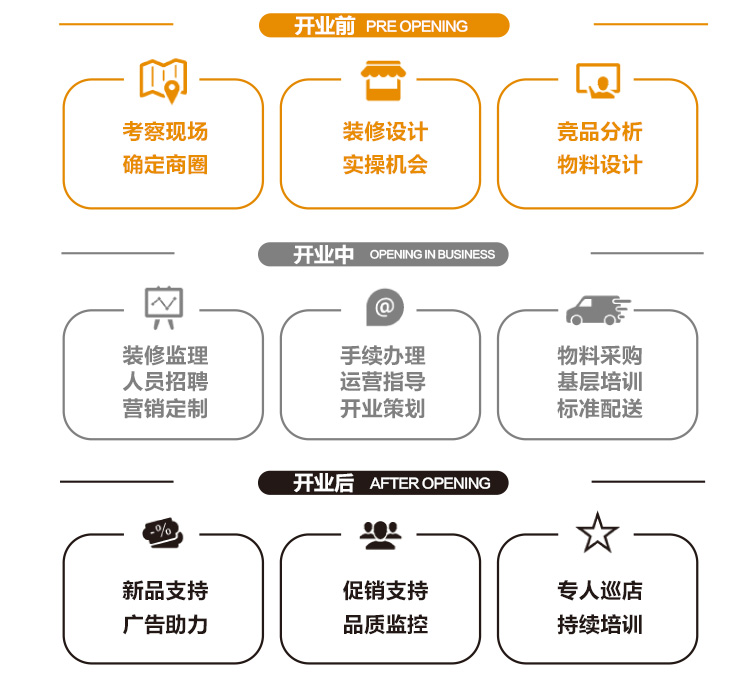 开业前 PRE OPENING
考察现场
确定商圈
装修设计
实操机会
竞品分析
物料设计
开业中 OPENING IN BUSINESS
装修监理
人员招聘
营销定制
@
手续办理
运营指导
开业策划
物料采购
基层培训
标准配送
开业后 AFTER OPENING
-%
新品支持
广告助力
促销支持
品质监控
专人巡店
持续培训